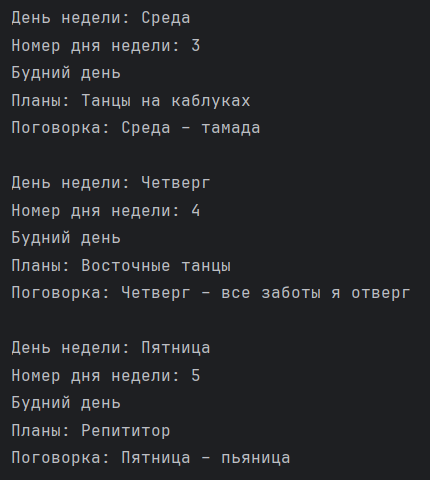 День недели: Среда
Номер дня недели: 3
Будний день
Планы: Танцы на каблуках
Поговорка: Среда – тамада
День недели: Четверг
Номер дня недели: 4
Будний день
Планы: Восточные танцы
Поговорка: Четверг – все заботы я отверг
День недели: Пятница
Номер дня недели: 5
Будний день
Планы: Репититор
Поговорка: Пятница – пьяница